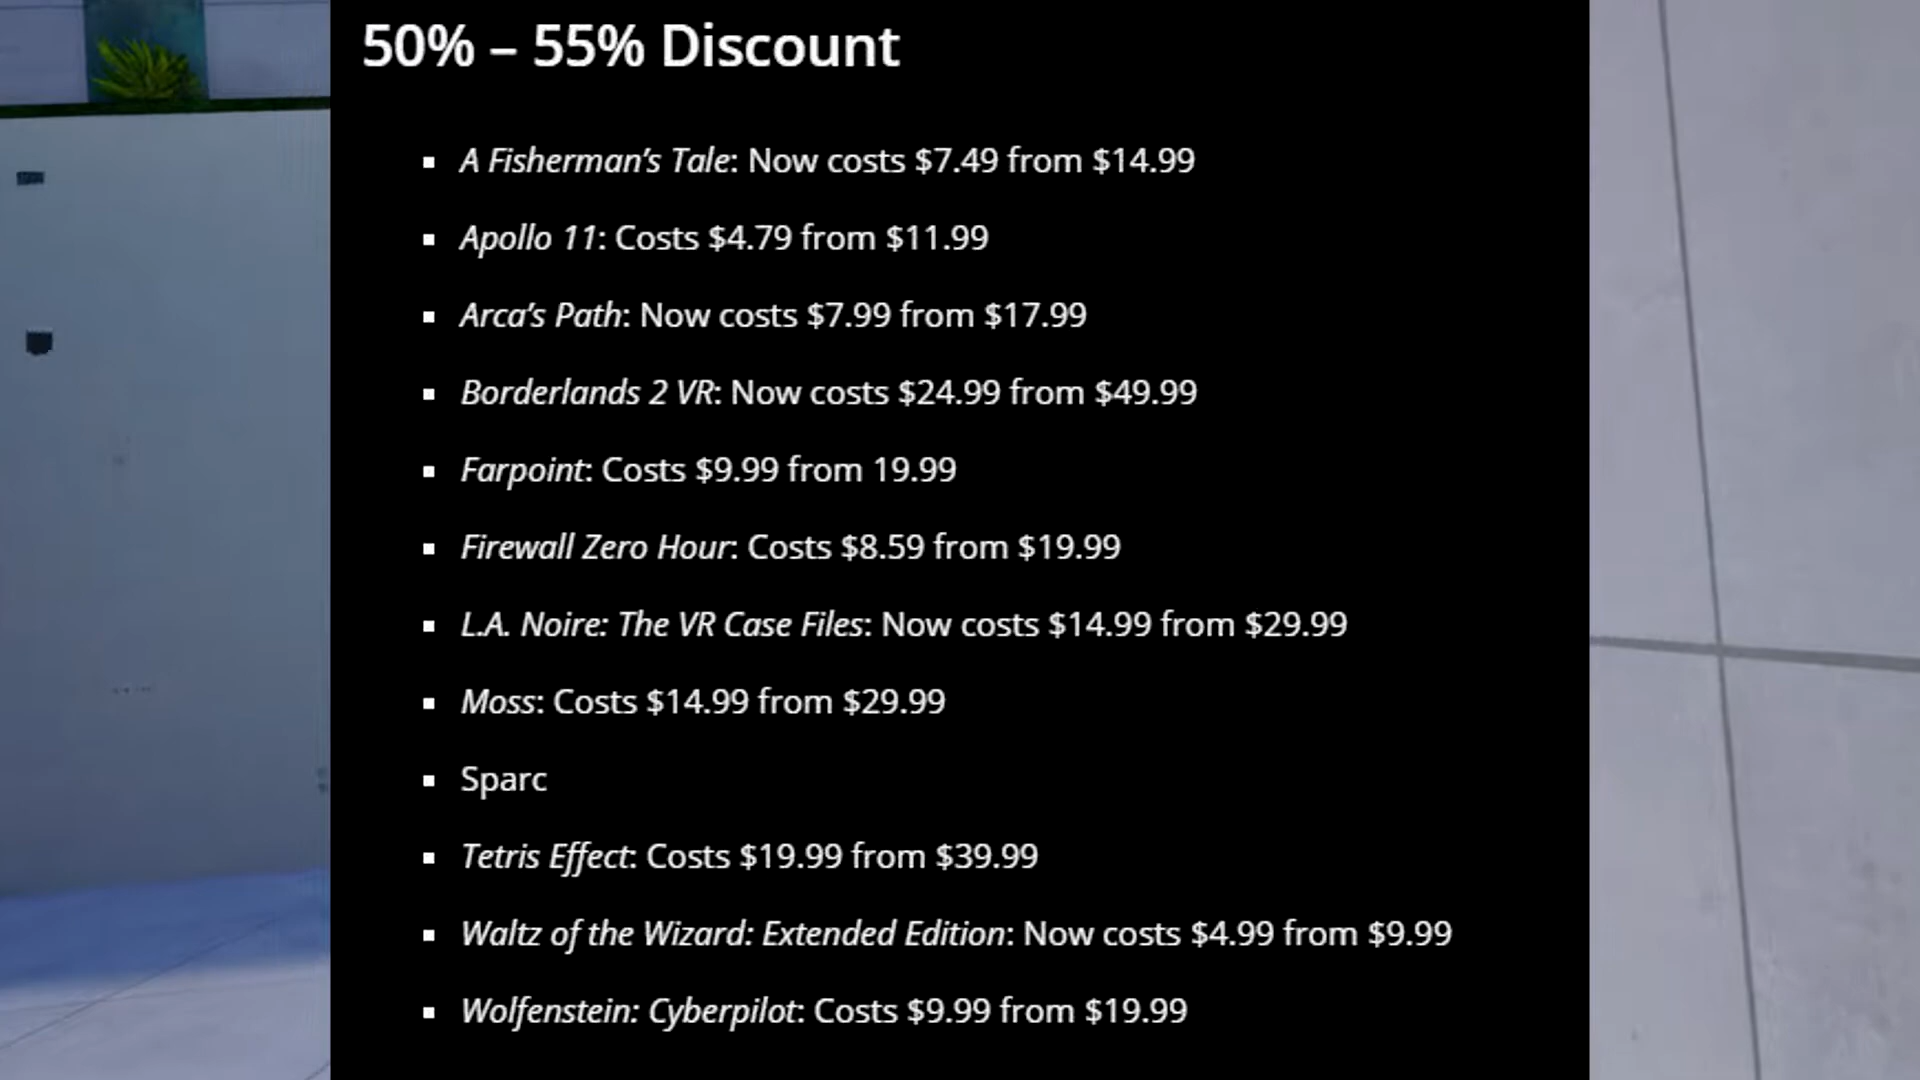 50% – 55% Discount
▪ A Fisherman’s Tale: Now costs $7.49 from $14.99
▪ Apollo 11: Costs $4.79 from $11.99
▪ Arca’s Path: Now costs $7.99 from $17.99
▪ Borderlands 2 VR: Now costs $24.99 from $49.99
▪ Farpoint: Costs $9.99 from 19.99
▪ Firewall Zero Hour: Costs $8.59 from $19.99
▪ L.A. Noire: The VR Case Files: Now costs $14.99 from $29.99
▪ Moss: Costs $14.99 from $29.99
▪ Sparc
▪ Tetris Effect: Costs $19.99 from $39.99
▪ Waltz of the Wizard: Extended Edition: Now costs $4.99 from $9.99
▪ Wolfenstein: Cyberpilot: Costs $9.99 from $19.99